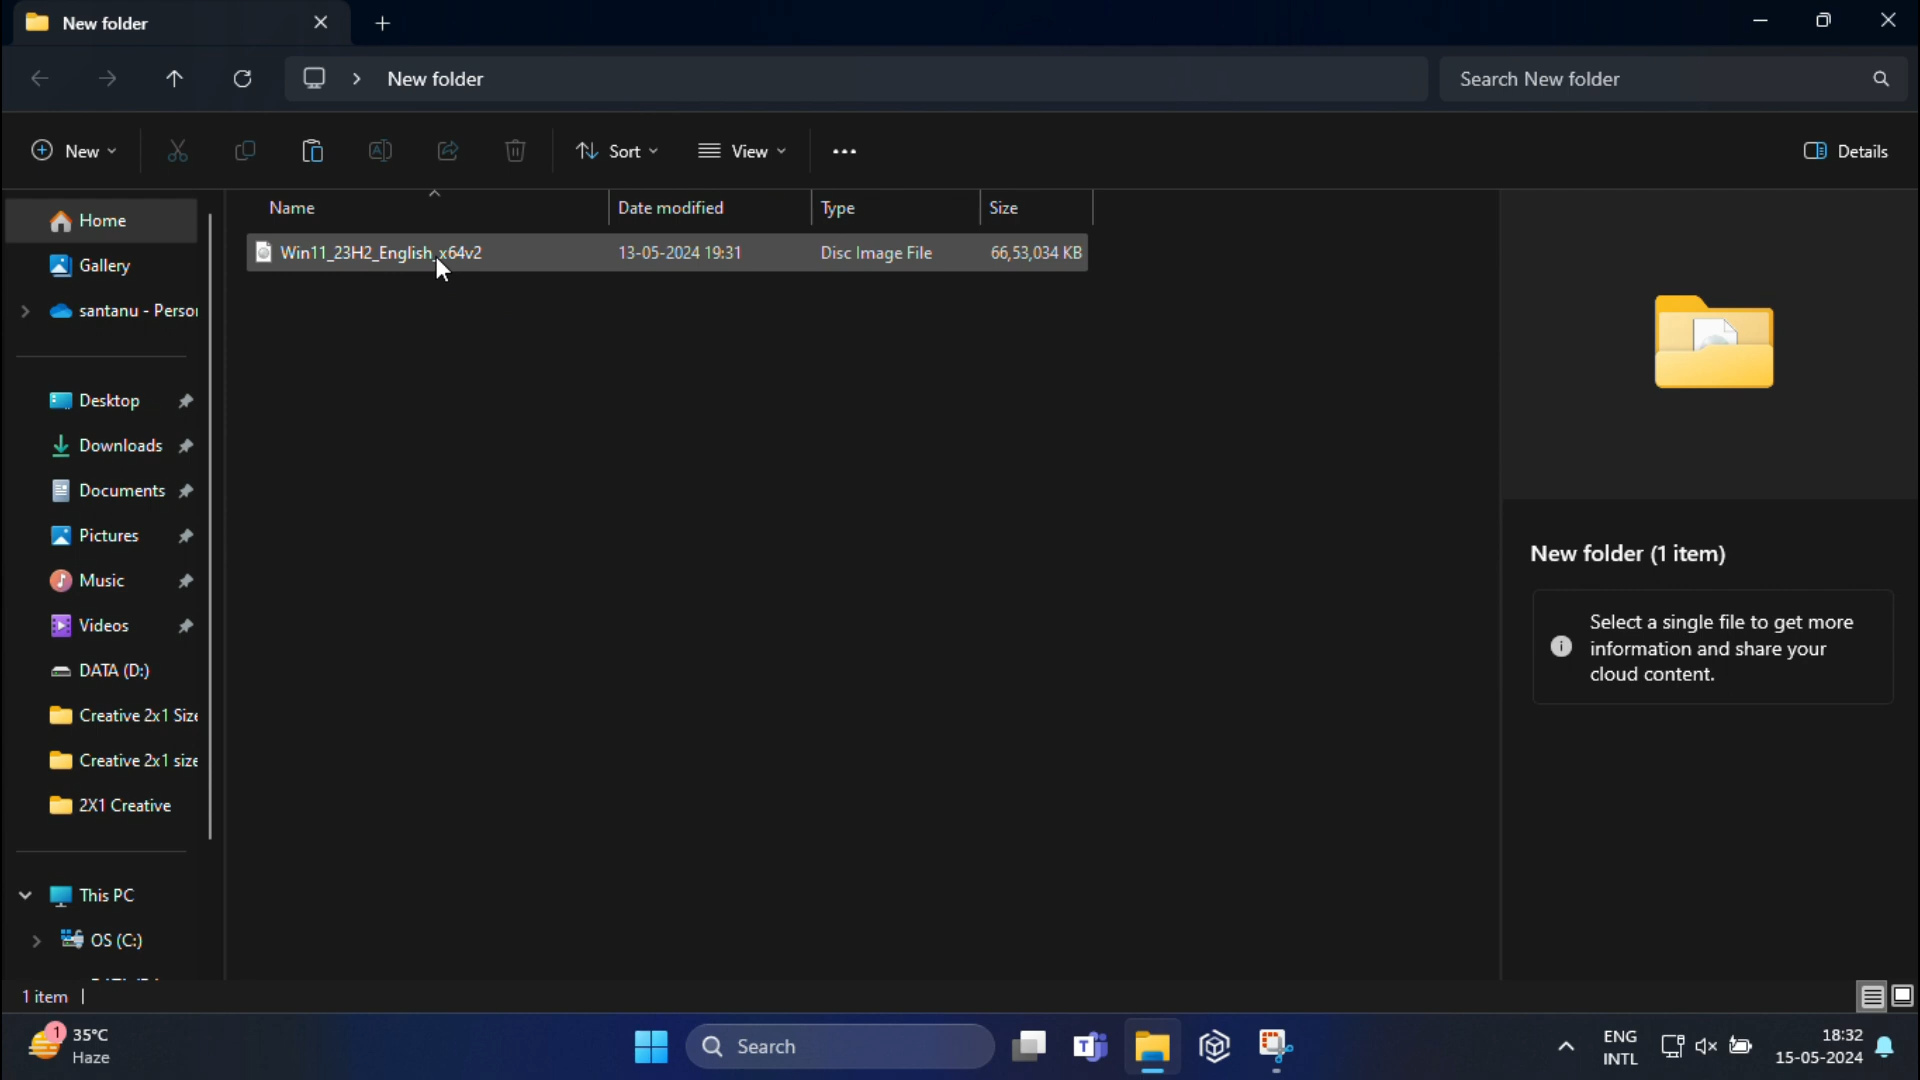 New folder
New folder
Search New folder
New
Sort
View
Details
Home
Gallery
santanu - Person
Desktop
Downloads
Documents
Pictures
Music
Videos
DATA (D:)
Creative 2x1 Size
Creative 2x1 size
2X1 Creative
This PC
OS (C:)
Name Date modified Type Size
Win11_23H2_English_x64v2 13-05-2024 19:31 Disc Image File 66,53,034 KB
New folder (1 item)
Select a single file to get more
information and share your
cloud content.
1 item
1
35°C
Haze
Search
ENG
INTL
18:32
15-05-2024